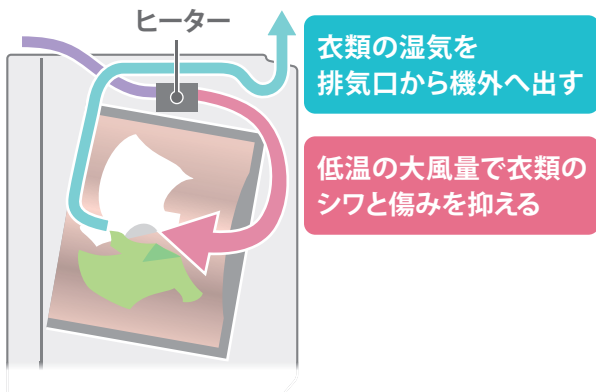 ヒーター
衣類の湿気を
排気口から機外へ出す
低温の大風量で衣類の
シワと傷みを抑える